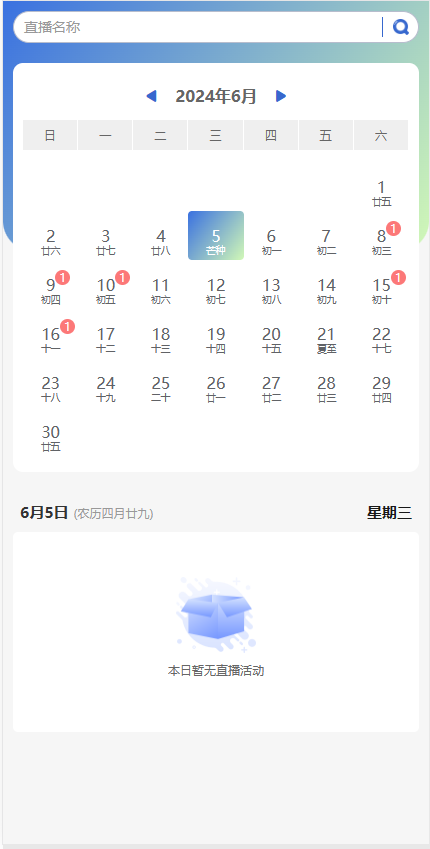 直播名称
2024年6月
日 一 二 三 四 五 六
1
廿五
2 3 4 5 6 7 8 1
廿六 廿七 廿八 芒种 初一 初二 初三
9 1 10 1 11 12 13 14 15 1
初四 初五 初六 初七 初八 初九 初十
16 1 17 18 19 20 21 22
十一 十二 十三 十四 十五 夏至 十七
23 24 25 26 27 28 29
十八 十九 二十 廿一 廿二 廿三 廿四
30
廿五
6月5日 (农历四月廿九) 星期三
本日暂无直播活动